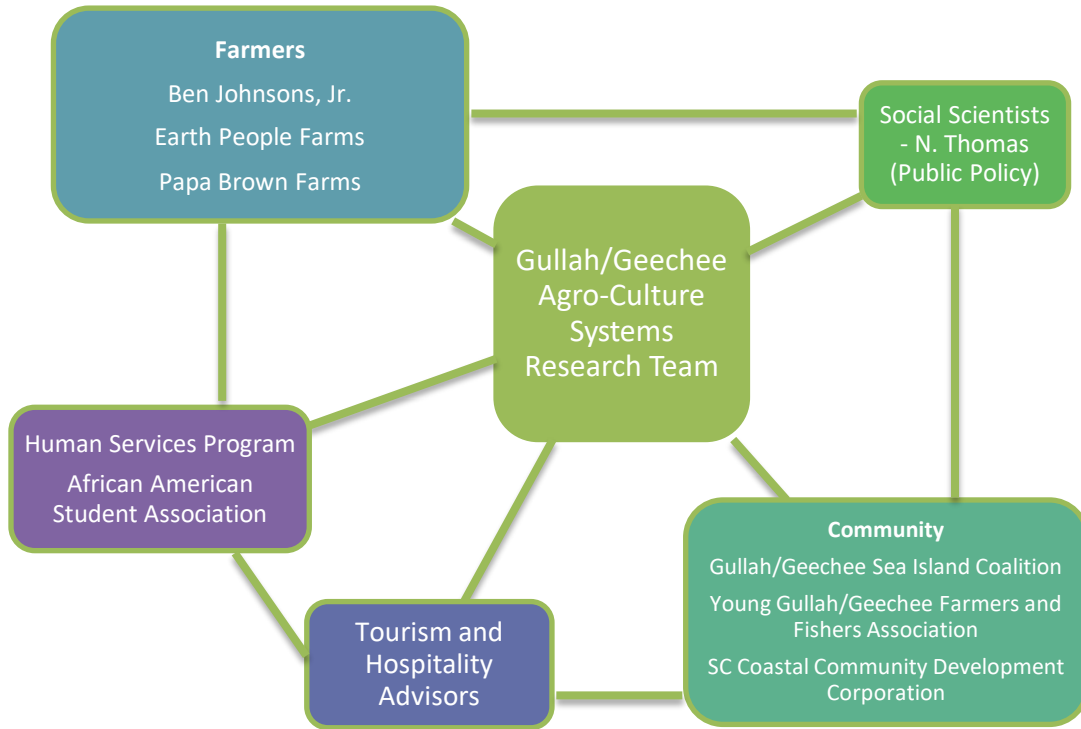 Farmers
Ben Johnsons, Jr.
Earth People Farms
Papa Brown Farms
Social Scientists
- N. Thomas
(Public Policy)
Gullah/Geechee
Agro-Culture
Systems
Research Team
Human Services Program
African American
Student Association
Tourism and
Hospitality
Advisors
Community
Gullah/Geechee Sea Island Coalition
Young Gullah/Geechee Farmers and
Fishers Association
SC Coastal Community Development
Corporation